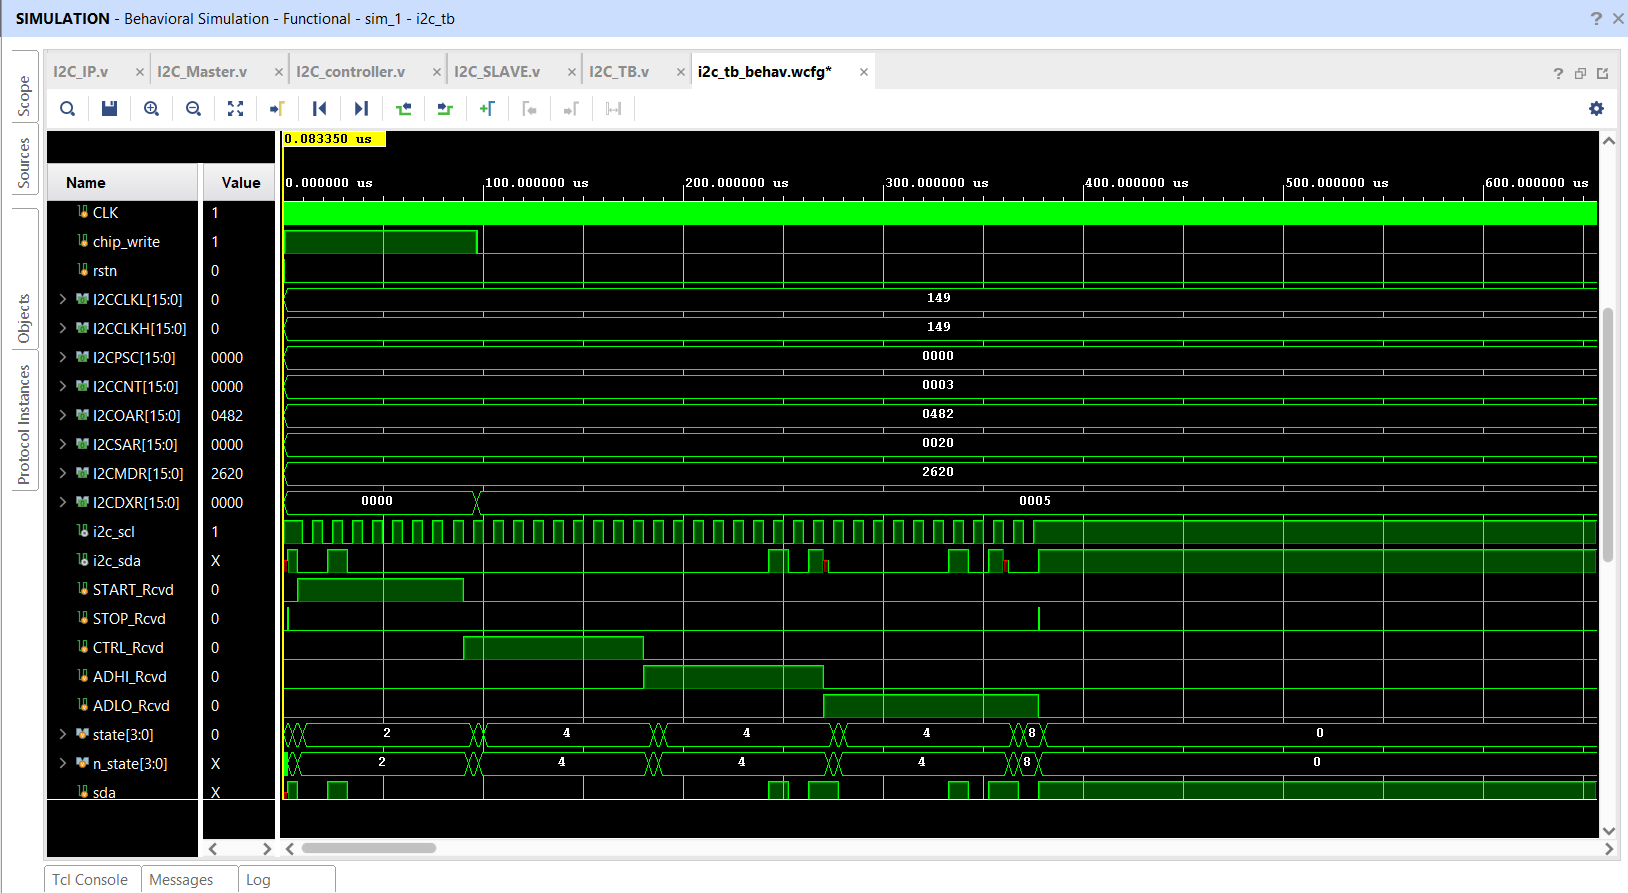 SIMULATION - Behavioral Simulation - Functional - sim_1 - i2c_tb
Scope
Sources
Objects
Protocol Instances
I2C_IP.v
I2C_Master.v
I2C_controller.v
I2C_SLAVE.v
I2C_TB.v
i2c_tb_behav.wcfg*
0.083350 us
Name Value
0.000000 us 100.000000 us 200.000000 us 300.000000 us 400.000000 us 500.000000 us 600.000000 us
CLK 1
chip_write 1
rstn 0
I2CCLKL[15:0] 0 149
I2CCLKH[15:0] 0 149
I2CPSC[15:0] 0000 0000
I2CCNT[15:0] 0000 0003
I2COAR[15:0] 0482 0482
I2CSAR[15:0] 0000 0020
I2CMDR[15:0] 2620 2620
I2CDXR[15:0] 0000 0000 0005
i2c_scl 1
i2c_sda X
START_Rcvd 0
STOP_Rcvd 0
CTRL_Rcvd 0
ADHI_Rcvd 0
ADLO_Rcvd 0
state[3:0] 0 2 4 4 4 8 0
n_state[3:0] X 2 4 4 4 8 0
sda X
Tcl Console Messages Log